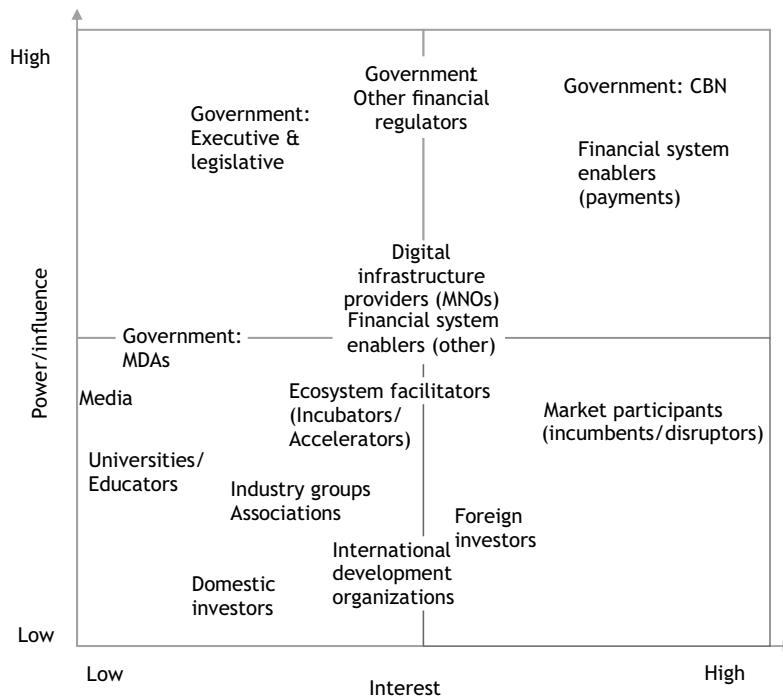 High
Government:
Executive &
legislative
Government
Other financial
regulators
Government: CBN
Financial system
enablers
(payments)
Digital
infrastructure
providers (MNOs)
Financial system
enablers (other)
Power/influence
Government:
MDAs
Media
Ecosystem facilitators
(Incubators/
Accelerators)
Market participants
(incumbents/disruptors)
Universities/
Educators
Industry groups
Associations
Foreign
investors
International
development
organizations
Domestic
investors
Low
Low
Interest
High